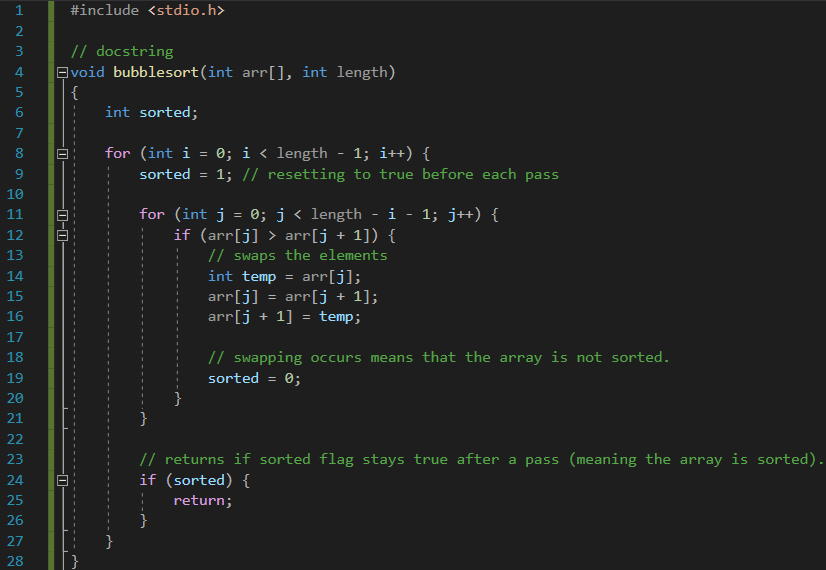 1 #include <stdio.h>
2
3 // docstring
4 void bubblesort(int arr[], int length)
5 {
6     int sorted;
7
8     for (int i = 0; i < length - 1; i++) {
9         sorted = 1; // resetting to true before each pass
10
11         for (int j = 0; j < length - i - 1; j++) {
12             if (arr[j] > arr[j + 1]) {
13                 // swaps the elements
14                 int temp = arr[j];
15                 arr[j] = arr[j + 1];
16                 arr[j + 1] = temp;
17
18                 // swapping occurs means that the array is not sorted.
19                 sorted = 0;
20             }
21         }
22
23         // returns if sorted flag stays true after a pass (meaning the array is sorted).
24         if (sorted) {
25             return;
26         }
27     }
28 }